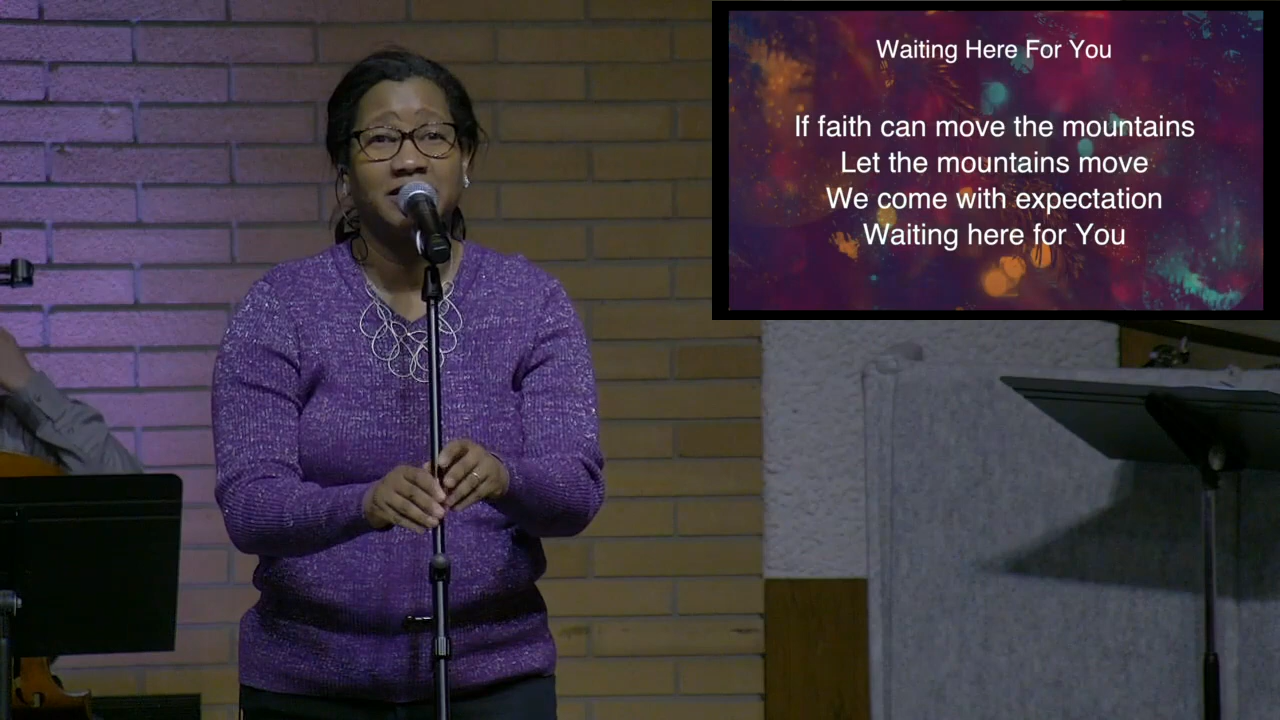 Waiting Here For You
If faith can move the mountains
Let the mountains move
We come with expectation
Waiting here for You